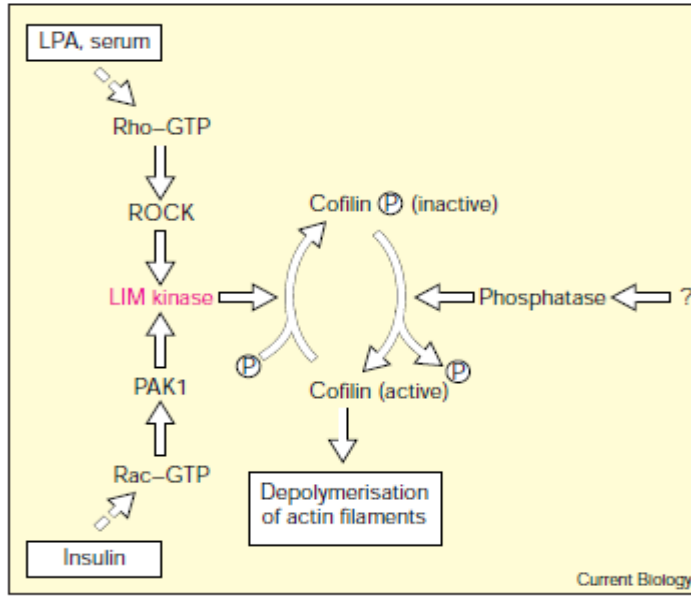 LPA, serum
Rho–GTP
ROCK
Cofilin P (inactive)
LIM kinase
Phosphatase
?
P
P
PAK1
Cofilin (active)
Rac–GTP
Depolymerisation
of actin filaments
Insulin
Current Biology